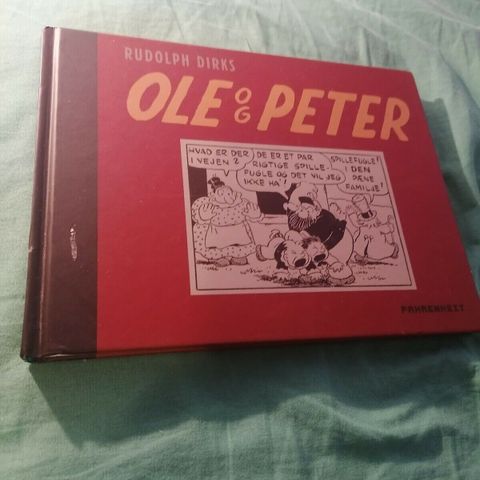 RUDOLPH DIRKS
OLE OG PETER
HVAD ER DER
I VEJEN?
DE ER ET PAR
RIGTIGE SPILLE-
FUGLE OG DET VIL JEG
IKKE HA'!
SPILLEFUGLE!
I DEN
PÆNE
FAMILIE!
FAHRENHEIT